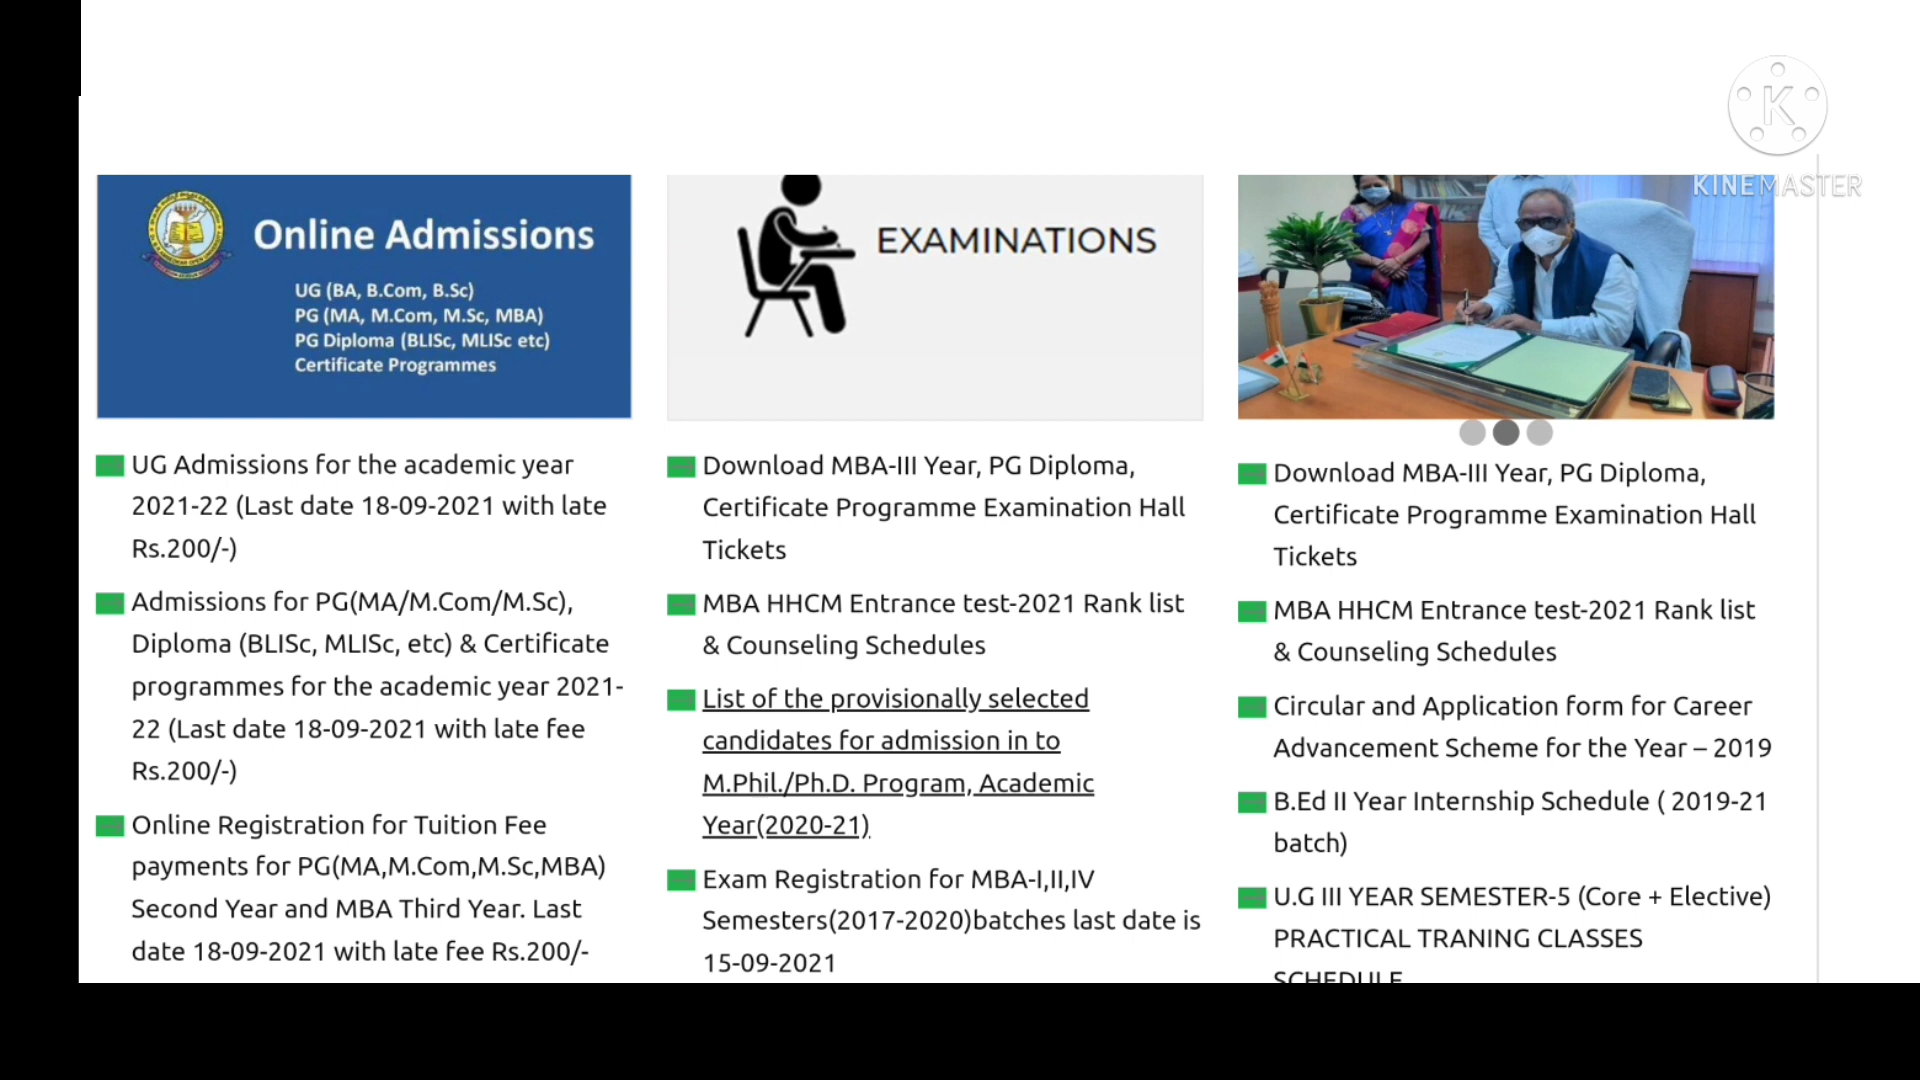 Online Admissions
UG (BA, B.Com, B.Sc)
PG (MA, M.Com, M.Sc, MBA)
PG Diploma (BLISc, MLISc etc)
Certificate Programmes
UG Admissions for the academic year
2021-22 (Last date 18-09-2021 with late
Rs.200/-)
Admissions for PG(MA/M.Com/M.Sc),
Diploma (BLISc, MLISc, etc) & Certificate
programmes for the academic year 2021-
22 (Last date 18-09-2021 with late fee
Rs.200/-)
Online Registration for Tuition Fee
payments for PG(MA,M.Com,M.Sc,MBA)
Second Year and MBA Third Year. Last
date 18-09-2021 with late fee Rs.200/-
EXAMINATIONS
Download MBA-III Year, PG Diploma,
Certificate Programme Examination Hall
Tickets
MBA HHCM Entrance test-2021 Rank list
& Counseling Schedules
List of the provisionally selected
candidates for admission in to
M.Phil./Ph.D. Program, Academic
Year(2020-21)
Exam Registration for MBA-I,II,IV
Semesters(2017-2020)batches last date is
15-09-2021
K
KINEMASTER
Download MBA-III Year, PG Diploma,
Certificate Programme Examination Hall
Tickets
MBA HHCM Entrance test-2021 Rank list
& Counseling Schedules
Circular and Application form for Career
Advancement Scheme for the Year – 2019
B.Ed II Year Internship Schedule ( 2019-21
batch)
U.G III YEAR SEMESTER-5 (Core + Elective)
PRACTICAL TRANING CLASSES
SCHEDULE